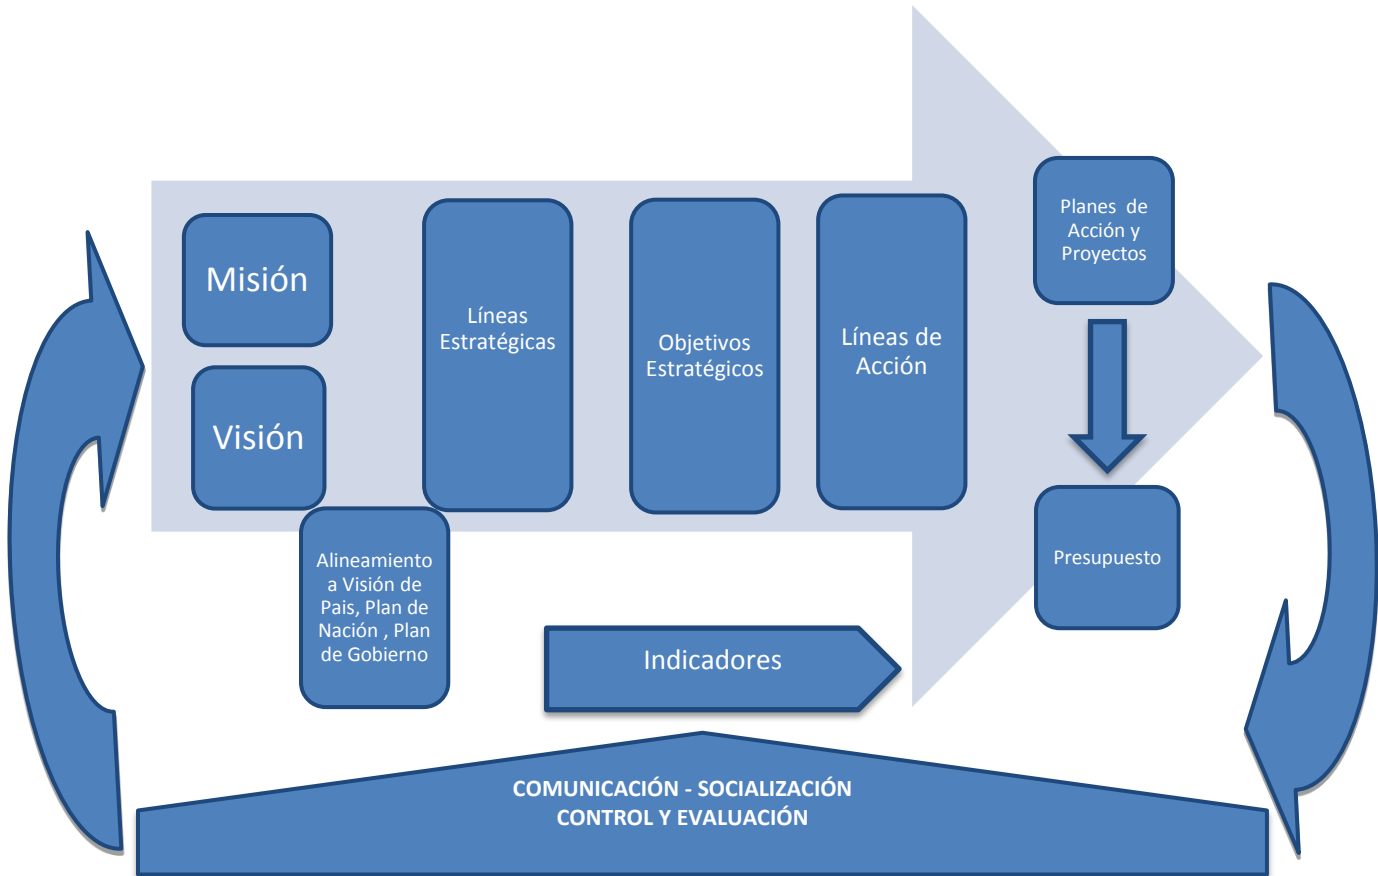 Misión
Visión
Alineamiento
a Visión de
Pais, Plan de
Nación , Plan
de Gobierno
Líneas
Estratégicas
Objetivos
Estratégicos
Líneas de
Acción
Planes de
Acción y
Proyectos
Presupuesto
Indicadores
COMUNICACIÓN - SOCIALIZACIÓN
CONTROL Y EVALUACIÓN